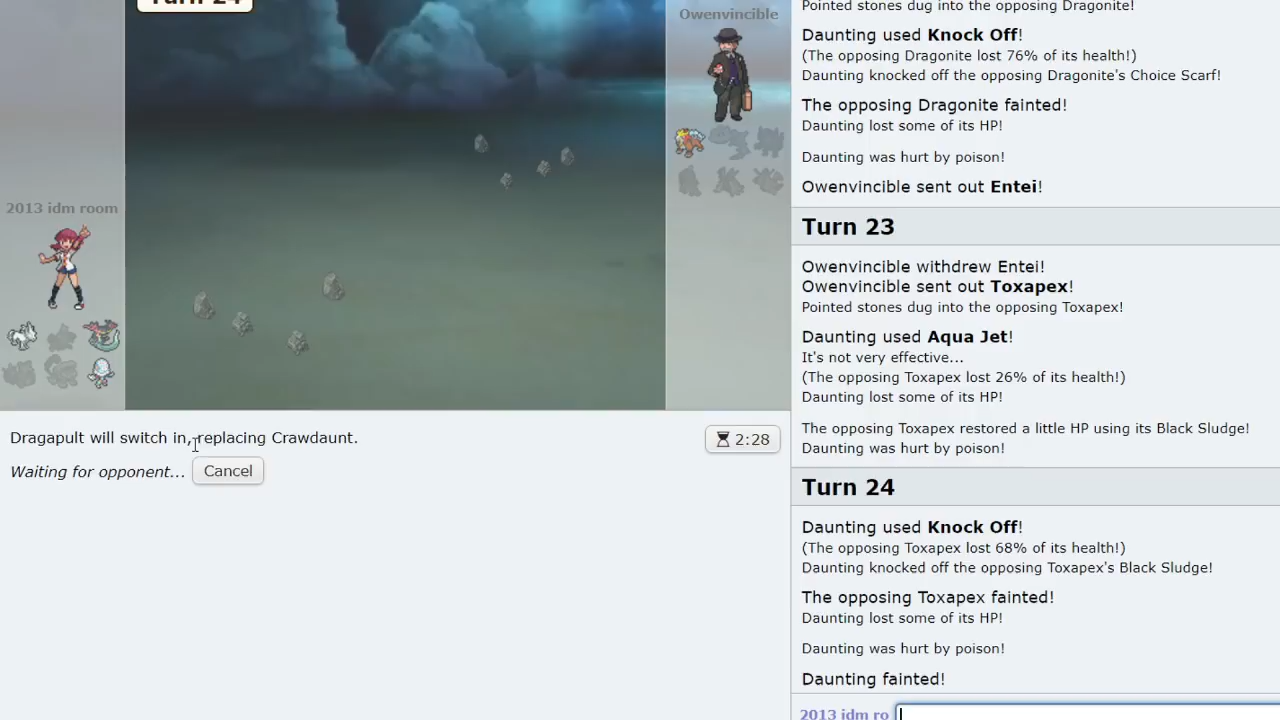 Turn 24
Owenvincible
2013 idm room
Dragapult will switch in, replacing Crawdaunt.
Waiting for opponent... Cancel
2:28
Pointed stones dug into the opposing Dragonite!
Daunting used Knock Off!
(The opposing Dragonite lost 76% of its health!)
Daunting knocked off the opposing Dragonite's Choice Scarf!
The opposing Dragonite fainted!
Daunting lost some of its HP!
Daunting was hurt by poison!
Owenvincible sent out Entei!
Turn 23
Owenvincible withdrew Entei!
Owenvincible sent out Toxapex!
Pointed stones dug into the opposing Toxapex!
Daunting used Aqua Jet!
It's not very effective...
(The opposing Toxapex lost 26% of its health!)
Daunting lost some of its HP!
The opposing Toxapex restored a little HP using its Black Sludge!
Daunting was hurt by poison!
Turn 24
Daunting used Knock Off!
(The opposing Toxapex lost 68% of its health!)
Daunting knocked off the opposing Toxapex's Black Sludge!
The opposing Toxapex fainted!
Daunting lost some of its HP!
Daunting was hurt by poison!
Daunting fainted!
2013 idm ro